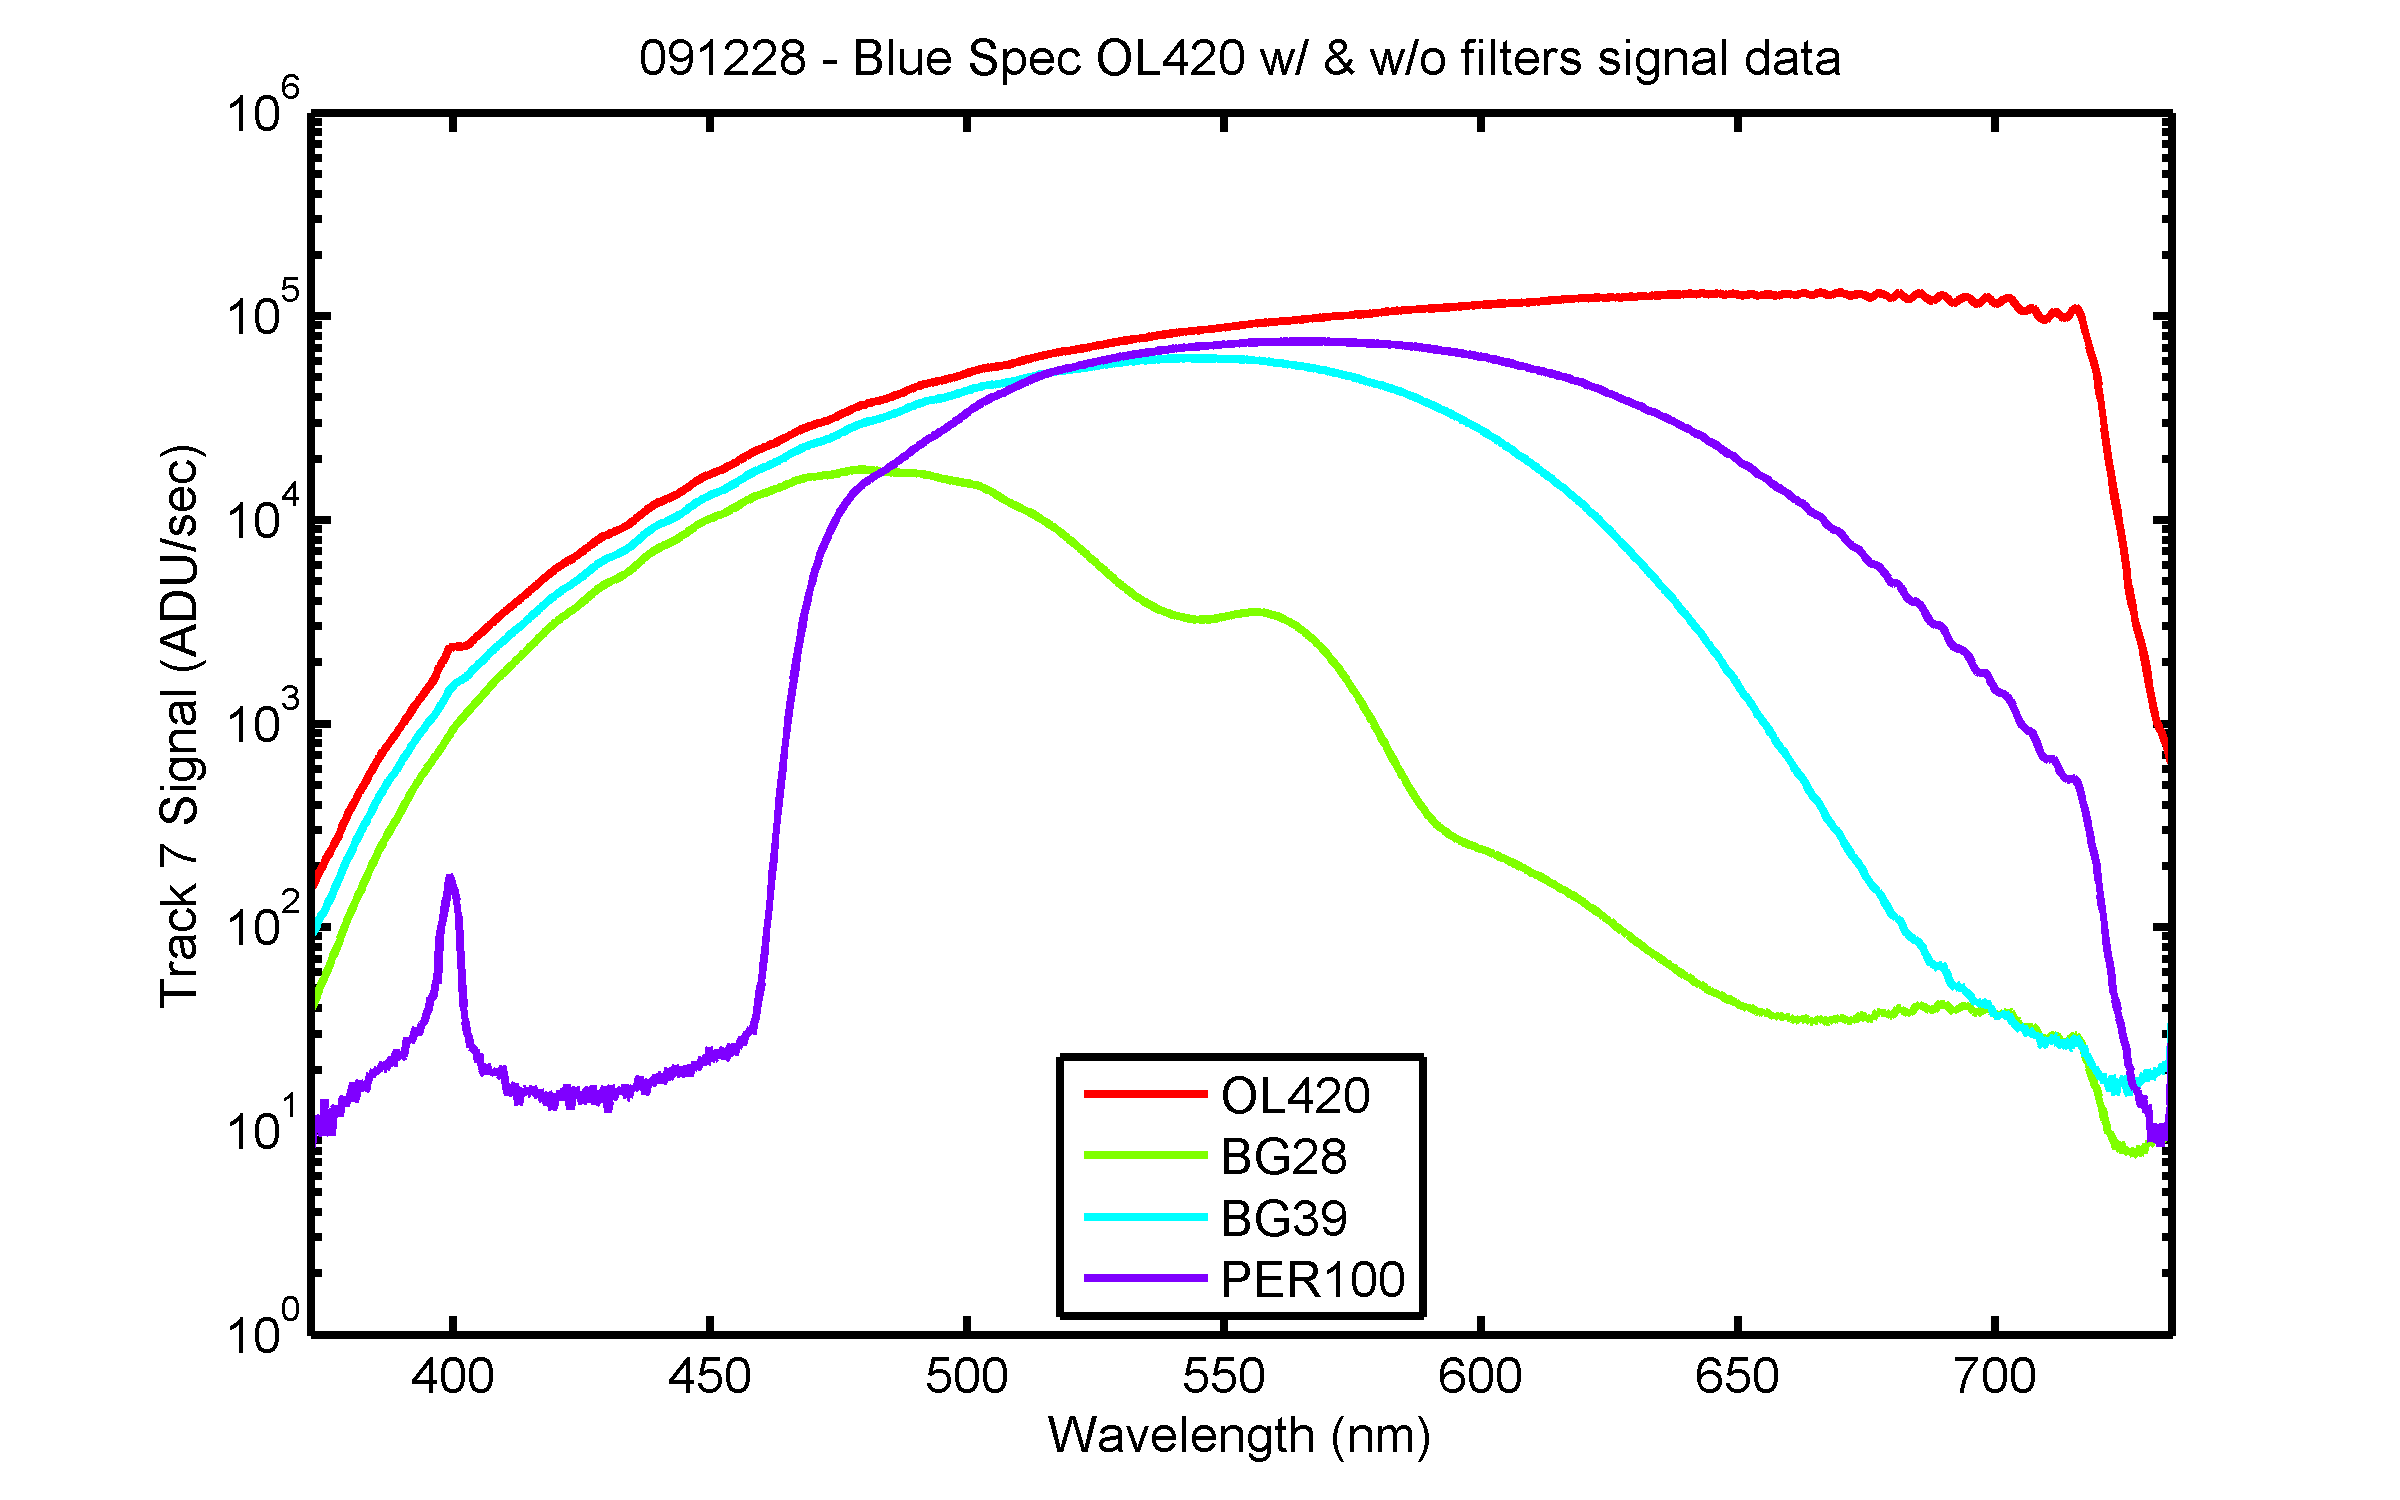 091228 - Blue Spec OL420 w/ & w/o filters signal data
10^6
10^5
10^4
10^3
10^2
10^1
10^0
Track 7 Signal (ADU/sec)
OL420
BG28
BG39
PER100
400 450 500 550 600 650 700
Wavelength (nm)